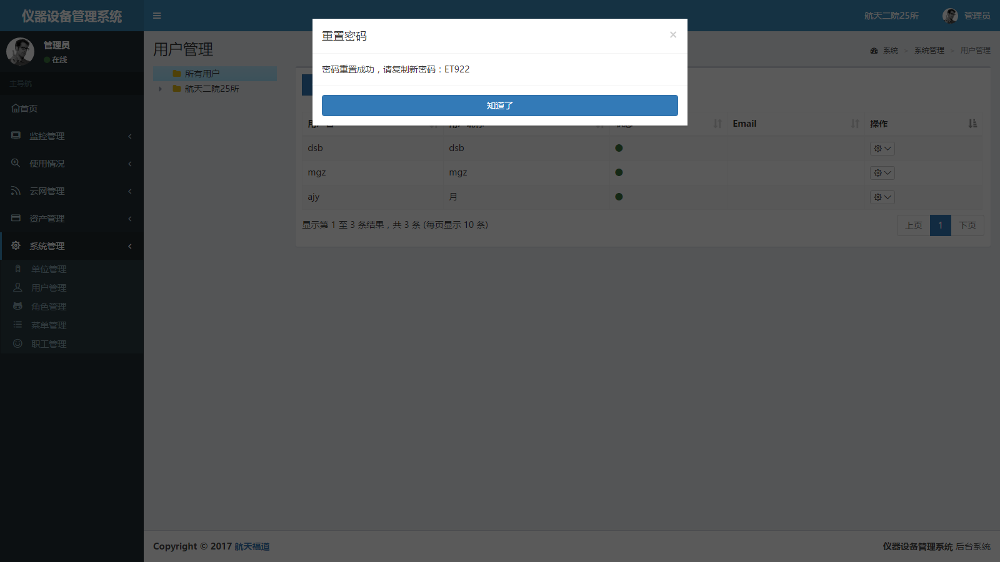 仪器设备管理系统
航天二院25所
管理员
管理员
在线
主导航
首页
监控管理
使用情况
云网管理
资产管理
系统管理
单位管理
用户管理
角色管理
菜单管理
职工管理
用户管理
系统 > 系统管理 > 用户管理
所有用户
航天二院25所
重置密码
×
密码重置成功，请复制新密码：ET922
知道了
Email 操作
dsb dsb
mgz mgz
ajy 月
显示第 1 至 3 条结果，共 3 条 (每页显示 10 条)
上页 1 下页
Copyright © 2017 航天福道
仪器设备管理系统 后台系统